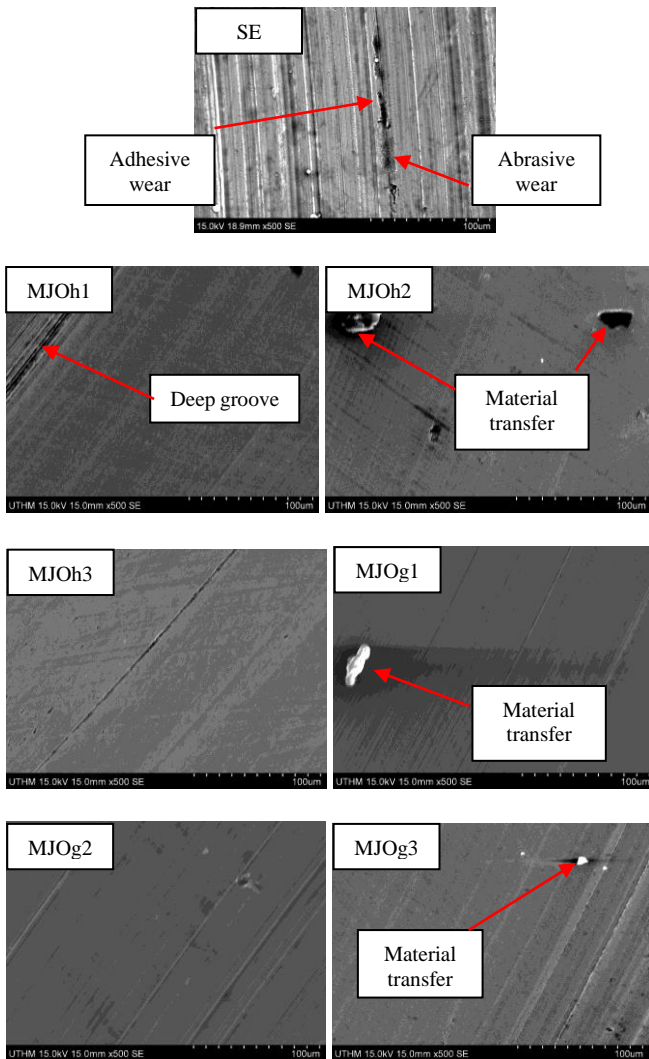 SE
Adhesive
wear
Abrasive
wear
15.0kV 18.9mm x500 SE
100um
MJOh1
Deep groove
UTHM 15.0kV 15.0mm x500 SE
100um
MJOh2
Material
transfer
UTHM 15.0kV 15.0mm x500 SE
100um
MJOh3
UTHM 15.0kV 15.0mm x500 SE
100um
MJOg1
Material
transfer
UTHM 15.0kV 15.0mm x500 SE
100um
MJOg2
UTHM 15.0kV 15.0mm x500 SE
100um
MJOg3
Material
transfer
UTHM 15.0kV 15.0mm x500 SE
100um